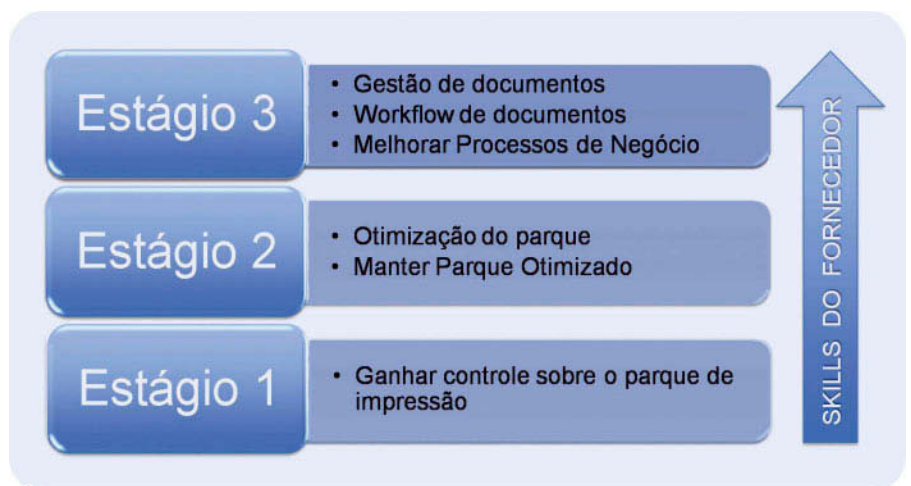 Estágio 3
• Gestão de documentos
• Workflow de documentos
• Melhorar Processos de Negócio
Estágio 2
• Otimização do parque
• Manter Parque Otimizado
Estágio 1
• Ganhar controle sobre o parque de
impressão
SKILLS DO FORNECEDOR